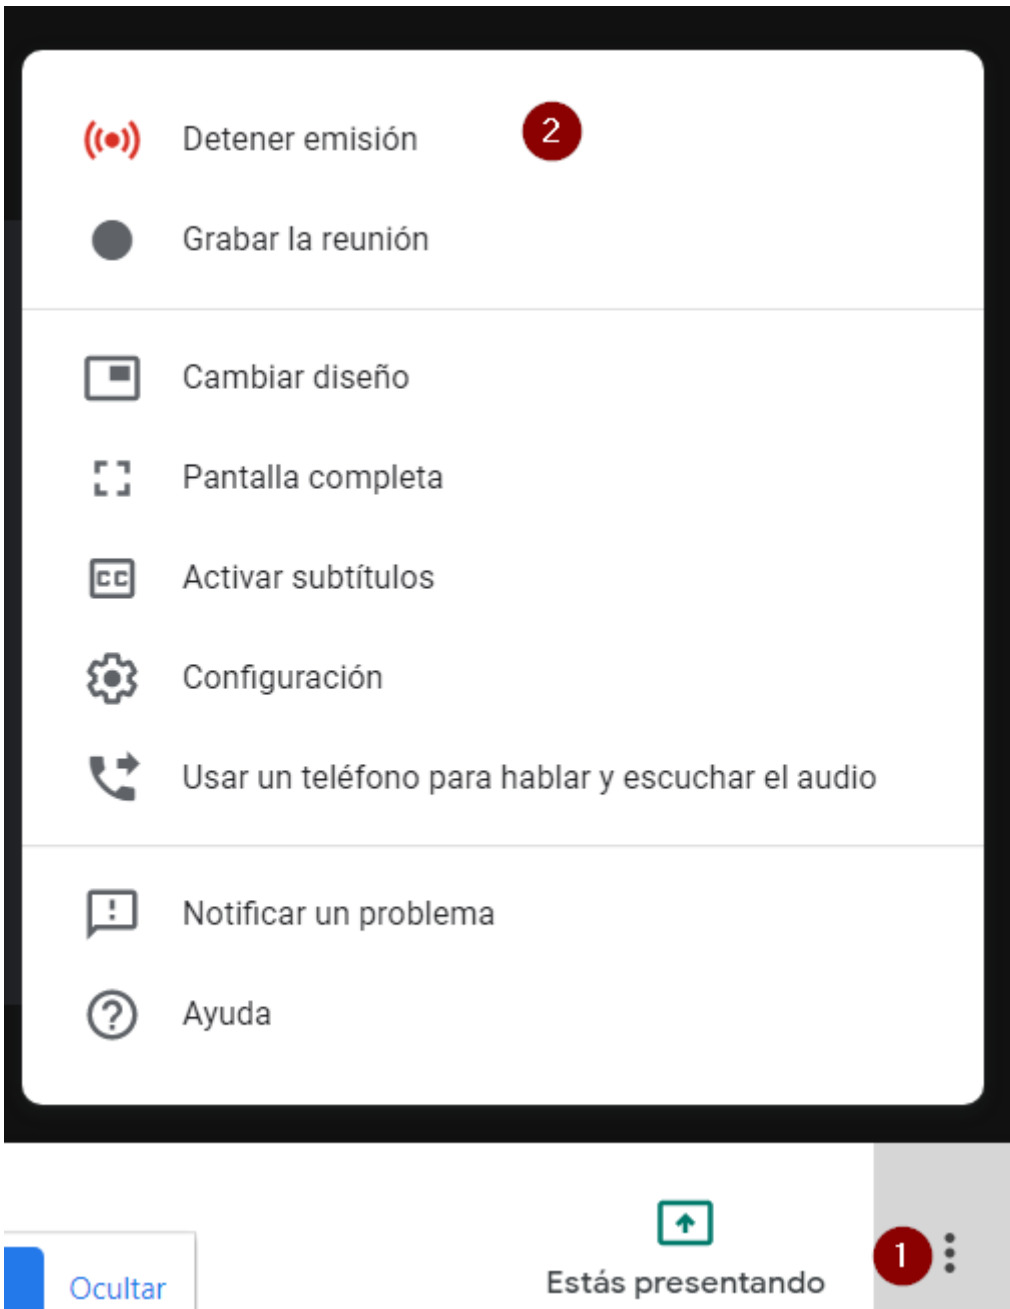 Detener emisión
2
Grabar la reunión
Cambiar diseño
Pantalla completa
CC
Activar subtítulos
Configuración
Usar un teléfono para hablar y escuchar el audio
Notificar un problema
Ayuda
Ocultar
Estás presentando
1